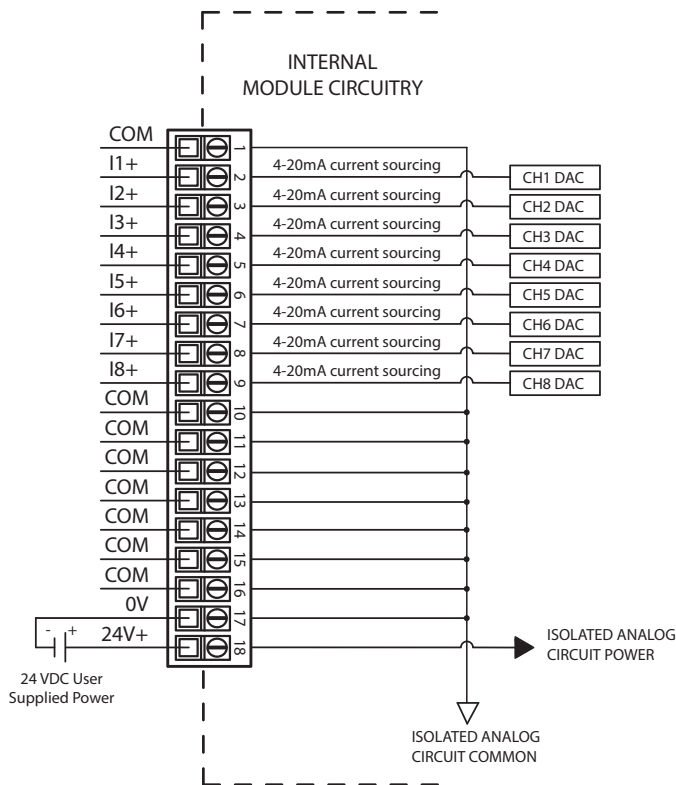 INTERNAL
MODULE CIRCUITRY
COM
1
I1+
2
4-20mA current sourcing
CH1 DAC
I2+
3
4-20mA current sourcing
CH2 DAC
I3+
4
4-20mA current sourcing
CH3 DAC
I4+
5
4-20mA current sourcing
CH4 DAC
I5+
6
4-20mA current sourcing
CH5 DAC
I6+
7
4-20mA current sourcing
CH6 DAC
I7+
8
4-20mA current sourcing
CH7 DAC
I8+
9
4-20mA current sourcing
CH8 DAC
COM
10
COM
11
COM
12
COM
13
COM
14
COM
15
COM
16
0V
17
- +
24V+
18
ISOLATED ANALOG
CIRCUIT POWER
24 VDC User
Supplied Power
ISOLATED ANALOG
CIRCUIT COMMON